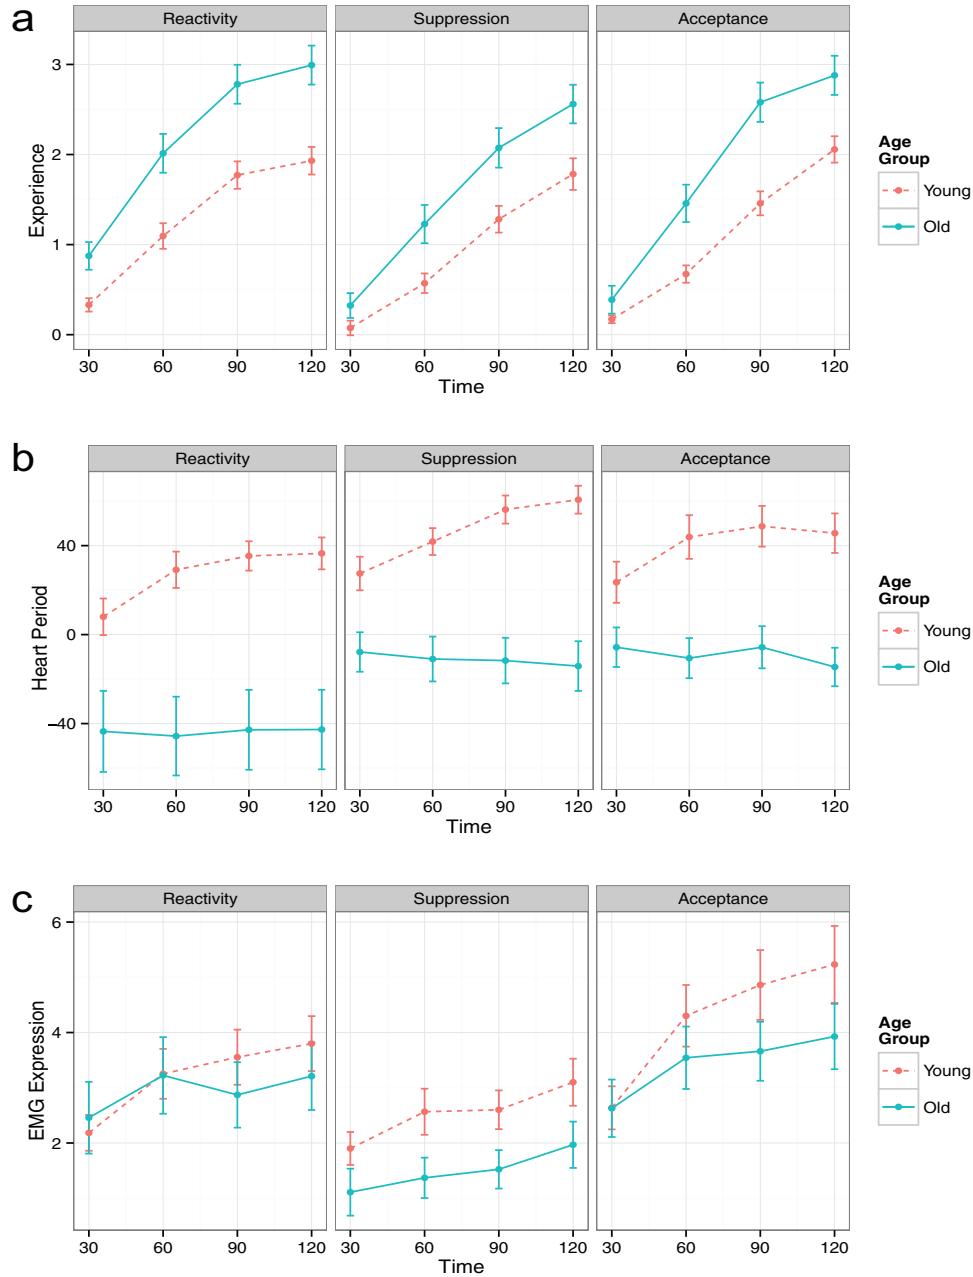 a
Reactivity Suppression Acceptance
Experience
3
2
1
0
30 60 90 120 30 60 90 120 30 60 90 120
Time
Age
Group
Young
Old
b
Reactivity Suppression Acceptance
Heart Period
40
0
−40
30 60 90 120 30 60 90 120 30 60 90 120
Time
Age
Group
Young
Old
c
Reactivity Suppression Acceptance
EMG Expression
6
4
2
30 60 90 120 30 60 90 120 30 60 90 120
Time
Age
Group
Young
Old